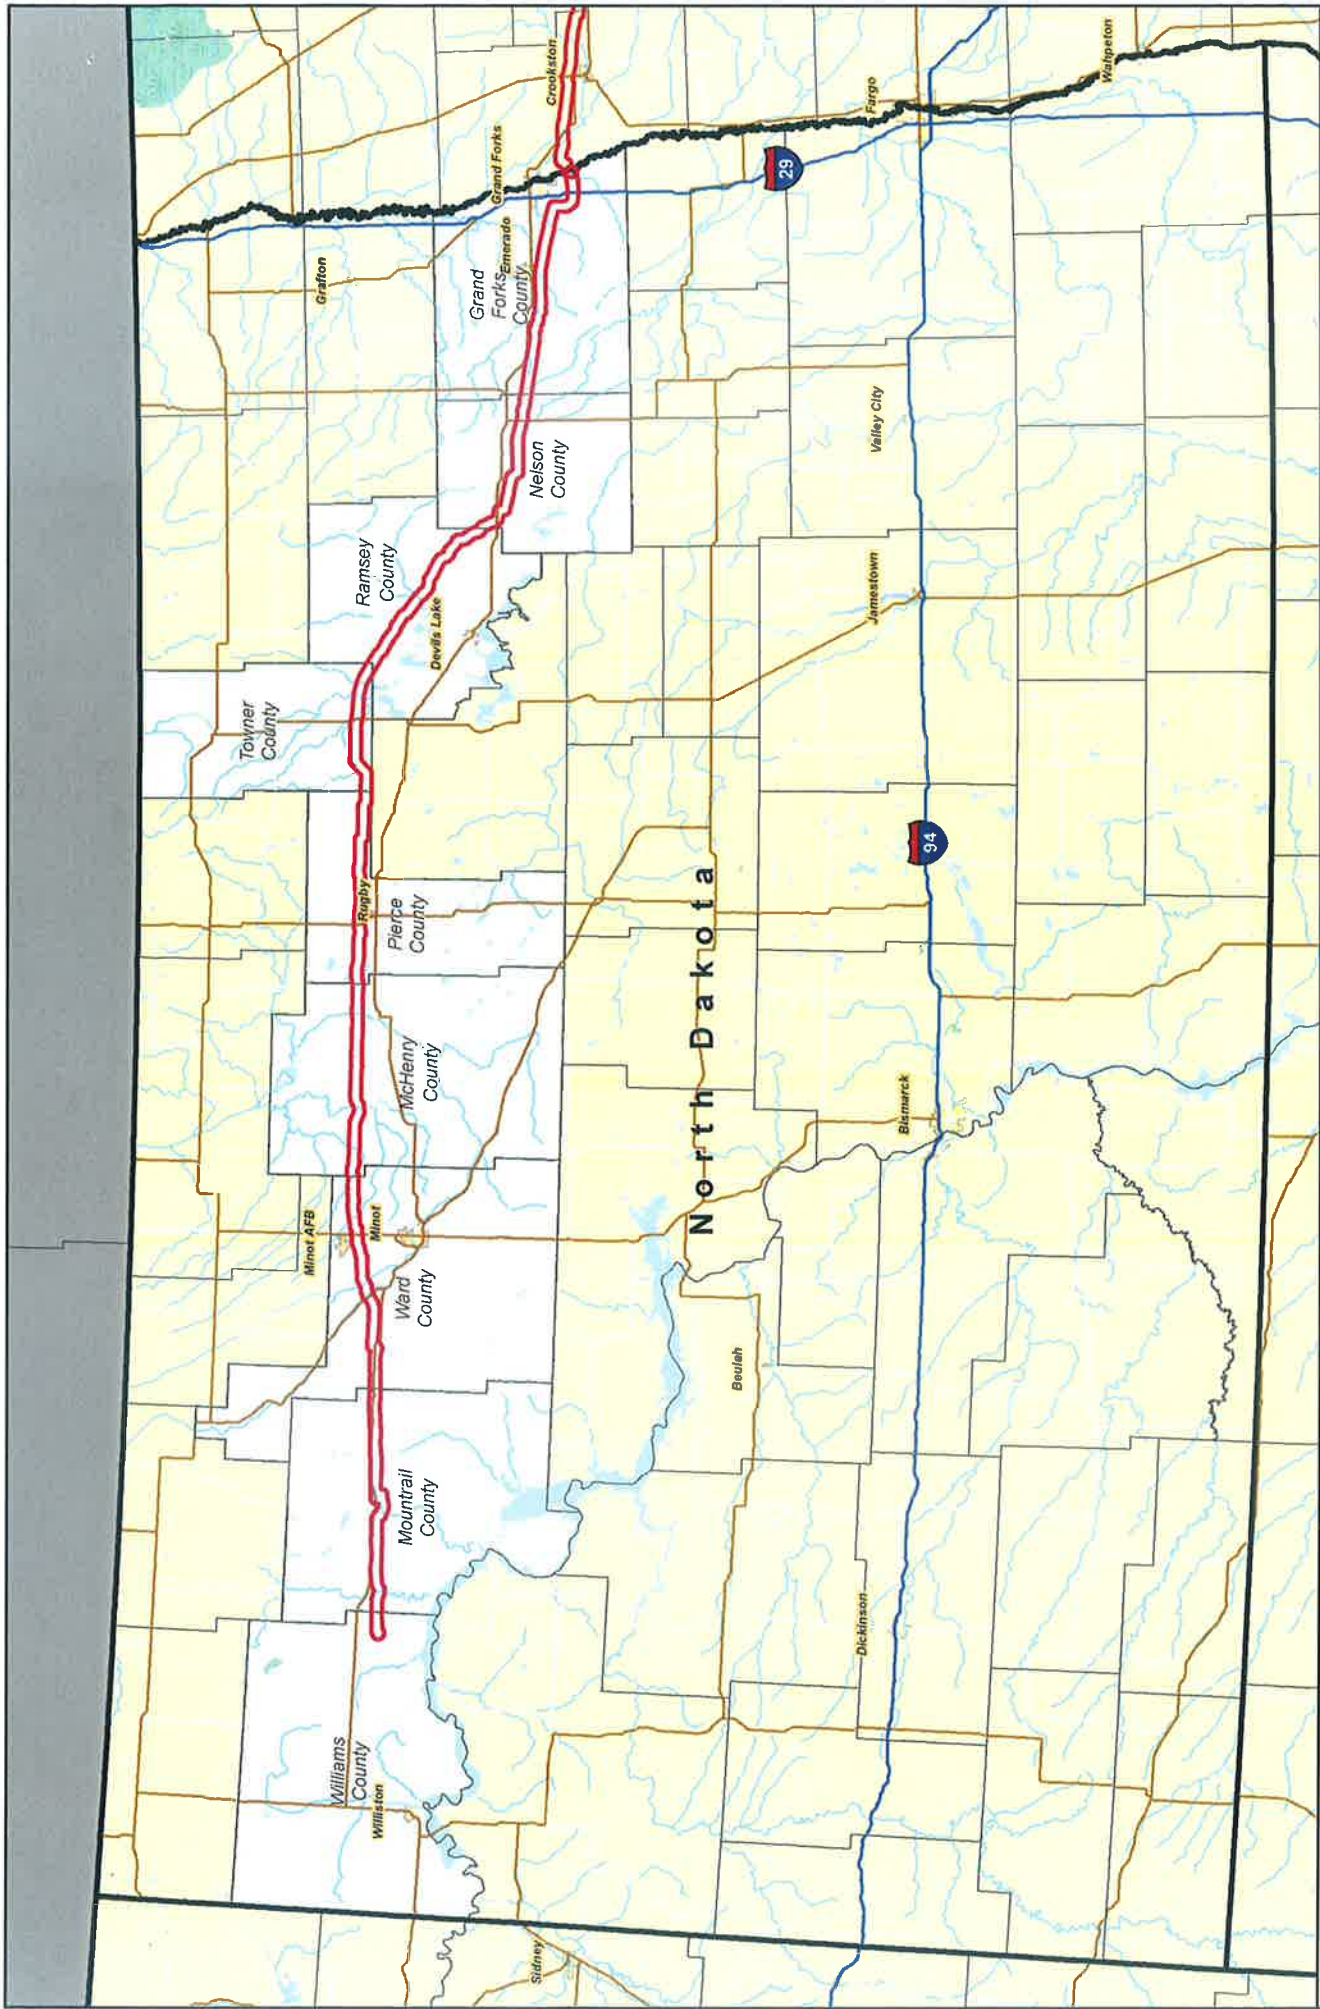 Williams
County
Williston
Sidney
Mountrail
County
Ward
County
Minot AFB
Minot
McHenry
County
Pierce
County
Rugby
Towner
County
Ramsey
County
Devils Lake
Nelson
County
Grand
Forks
County
Emerado
Grand Forks
Grafton
Crookston
North Dakota
Beulah
Dickinson
Bismarck
94
Jamestown
Valley City
29
Fargo
Wahpeton